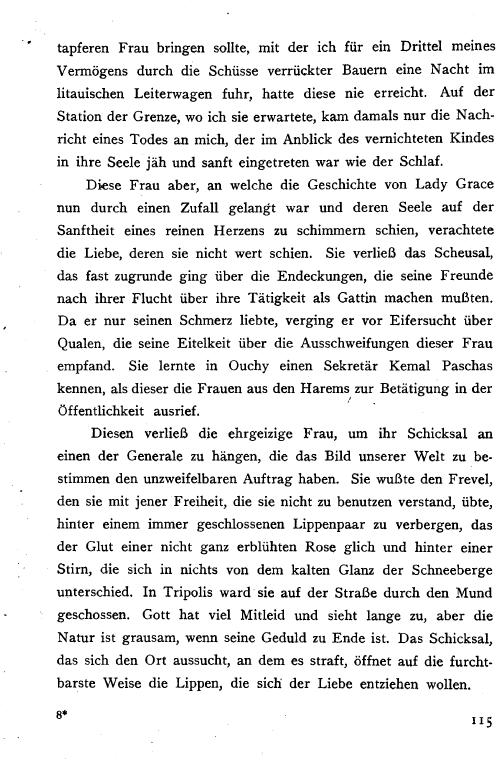 tapferen Frau bringen sollte, mit der ich für ein Drittel meines
Vermögens durch die Schüsse verrückter Bauern eine Nacht im
litauischen Leiterwagen fuhr, hatte diese nie erreicht. Auf der
Station der Grenze, wo ich sie erwartete, kam damals nur die Nach-
richt eines Todes an mich, der im Anblick des vernichteten Kindes
in ihre Seele jäh und sanft eingetreten war wie der Schlaf.
Diese Frau aber, an welche die Geschichte von Lady Grace
nun durch einen Zufall gelangt war und deren Seele auf der
Sanftheit eines reinen Herzens zu schimmern schien, verachtete
die Liebe, deren sie nicht wert schien. Sie verließ das Scheusal,
das fast zugrunde ging über die Endeckungen, die seine Freunde
nach ihrer Flucht über ihre Tätigkeit als Gattin machen mußten.
Da er nur seinen Schmerz liebte, verging er vor Eifersucht über
Qualen, die seine Eitelkeit über die Ausschweifungen dieser Frau
empfand. Sie lernte in Ouchy einen Sekretär Kemal Paschas
kennen, als dieser die Frauen aus den Harems zur Betätigung in der
Öffentlichkeit ausrief.
Diesen verließ die ehrgeizige Frau, um ihr Schicksal an
einen der Generale zu hängen, die das Bild unserer Welt zu be-
stimmen den unzweifelbaren Auftrag haben. Sie wußte den Frevel,
den sie mit jener Freiheit, die sie nicht zu benutzen verstand, übte,
hinter einem immer geschlossenen Lippenpaar zu verbergen, das
der Glut einer nicht ganz erblühten Rose glich und hinter einer
Stirn, die sich in nichts von dem kalten Glanz der Schneeberge
unterschied. In Tripolis ward sie auf der Straße durch den Mund
geschossen. Gott hat viel Mitleid und sieht lange zu, aber die
Natur ist grausam, wenn seine Geduld zu Ende ist. Das Schicksal,
das sich den Ort aussucht, an dem es straft, öffnet auf die furcht-
barste Weise die Lippen, die sich der Liebe entziehen wollen.
8*
115